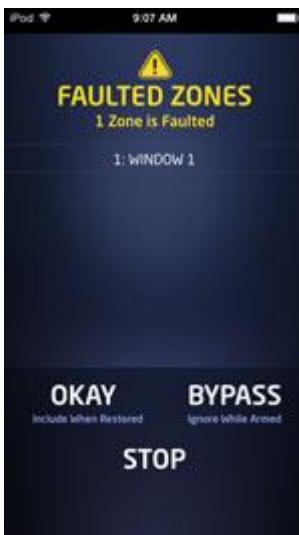 iPod 9:07 AM
FAULTED ZONES
1 Zone is Faulted
1: WINDOW 1
OKAY BYPASS
Include When Restored Ignore While Armed
STOP